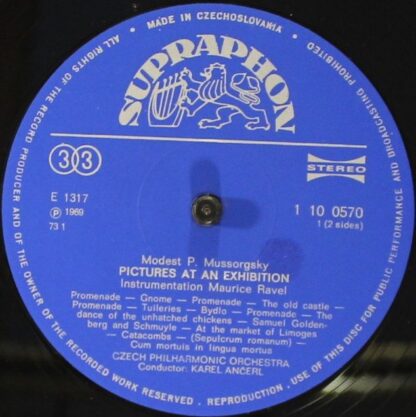 MADE IN CZECHOSLOVAKIA
ALL RIGHTS OF THE RECORD PRODUCER AND OF THE OWNER OF THE RECORDED WORK RESERVED . REPRODUCTION . USE OF THIS DISC FOR PUBLIC PERFORMANCE AND BROADCASTING PROHIBITED
SUPRAPHON
33
STEREO
E 1317
℗ 1969
73 1
1 10 0570
1 (2 sides)
Modest P. Mussorgsky
PICTURES AT AN EXHIBITION
Instrumentation Maurice Ravel
Promenade — Gnome — Promenade — The old castle —
Promenade — Tuileries — Bydlo — Promenade — The
dance of the unhatched chickens — Samuel Golden-
berg and Schmuyle — At the market of Limoges
— Catacombs — (Sepulcrum romanum) —
Cum mortuis in lingua mortus
CZECH PHILHARMONIC ORCHESTRA
Conductor: KAREL ANČERL